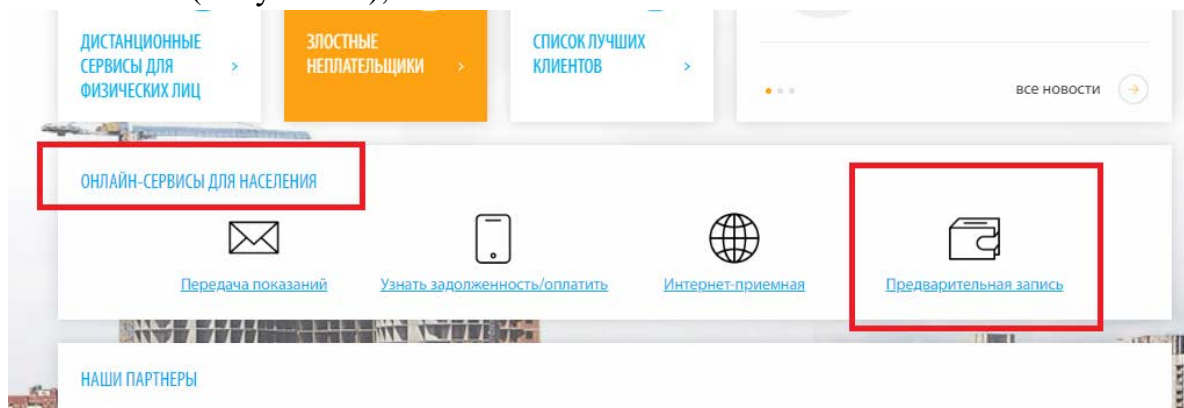 ДИСТАНЦИОННЫЕ
СЕРВИСЫ ДЛЯ >
ФИЗИЧЕСКИХ ЛИЦ
ЗЛОСТНЫЕ
НЕПЛАТЕЛЬЩИКИ >
СПИСОК ЛУЧШИХ
КЛИЕНТОВ >
все новости
ОНЛАЙН-СЕРВИСЫ ДЛЯ НАСЕЛЕНИЯ
Передача показаний
Узнать задолженность/оплатить
Интернет-приемная
Предварительная запись
НАШИ ПАРТНЕРЫ